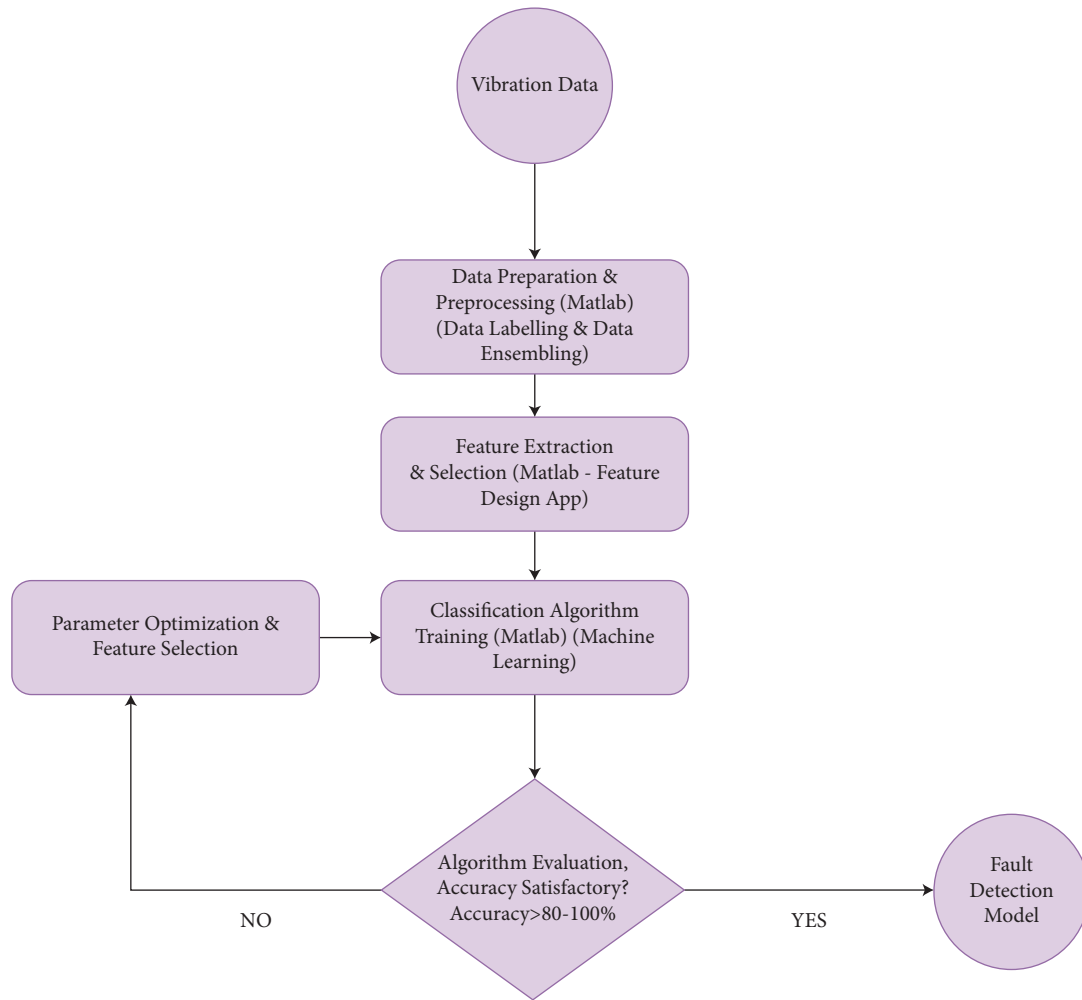 Vibration Data
Data Preparation &
Preprocessing (Matlab)
(Data Labelling & Data
Ensembling)
Feature Extraction
& Selection (Matlab - Feature
Design App)
Parameter Optimization &
Feature Selection
Classification Algorithm
Training (Matlab) (Machine
Learning)
Algorithm Evaluation,
Accuracy Satisfactory?
Accuracy>80-100%
NO
YES
Fault
Detection
Model